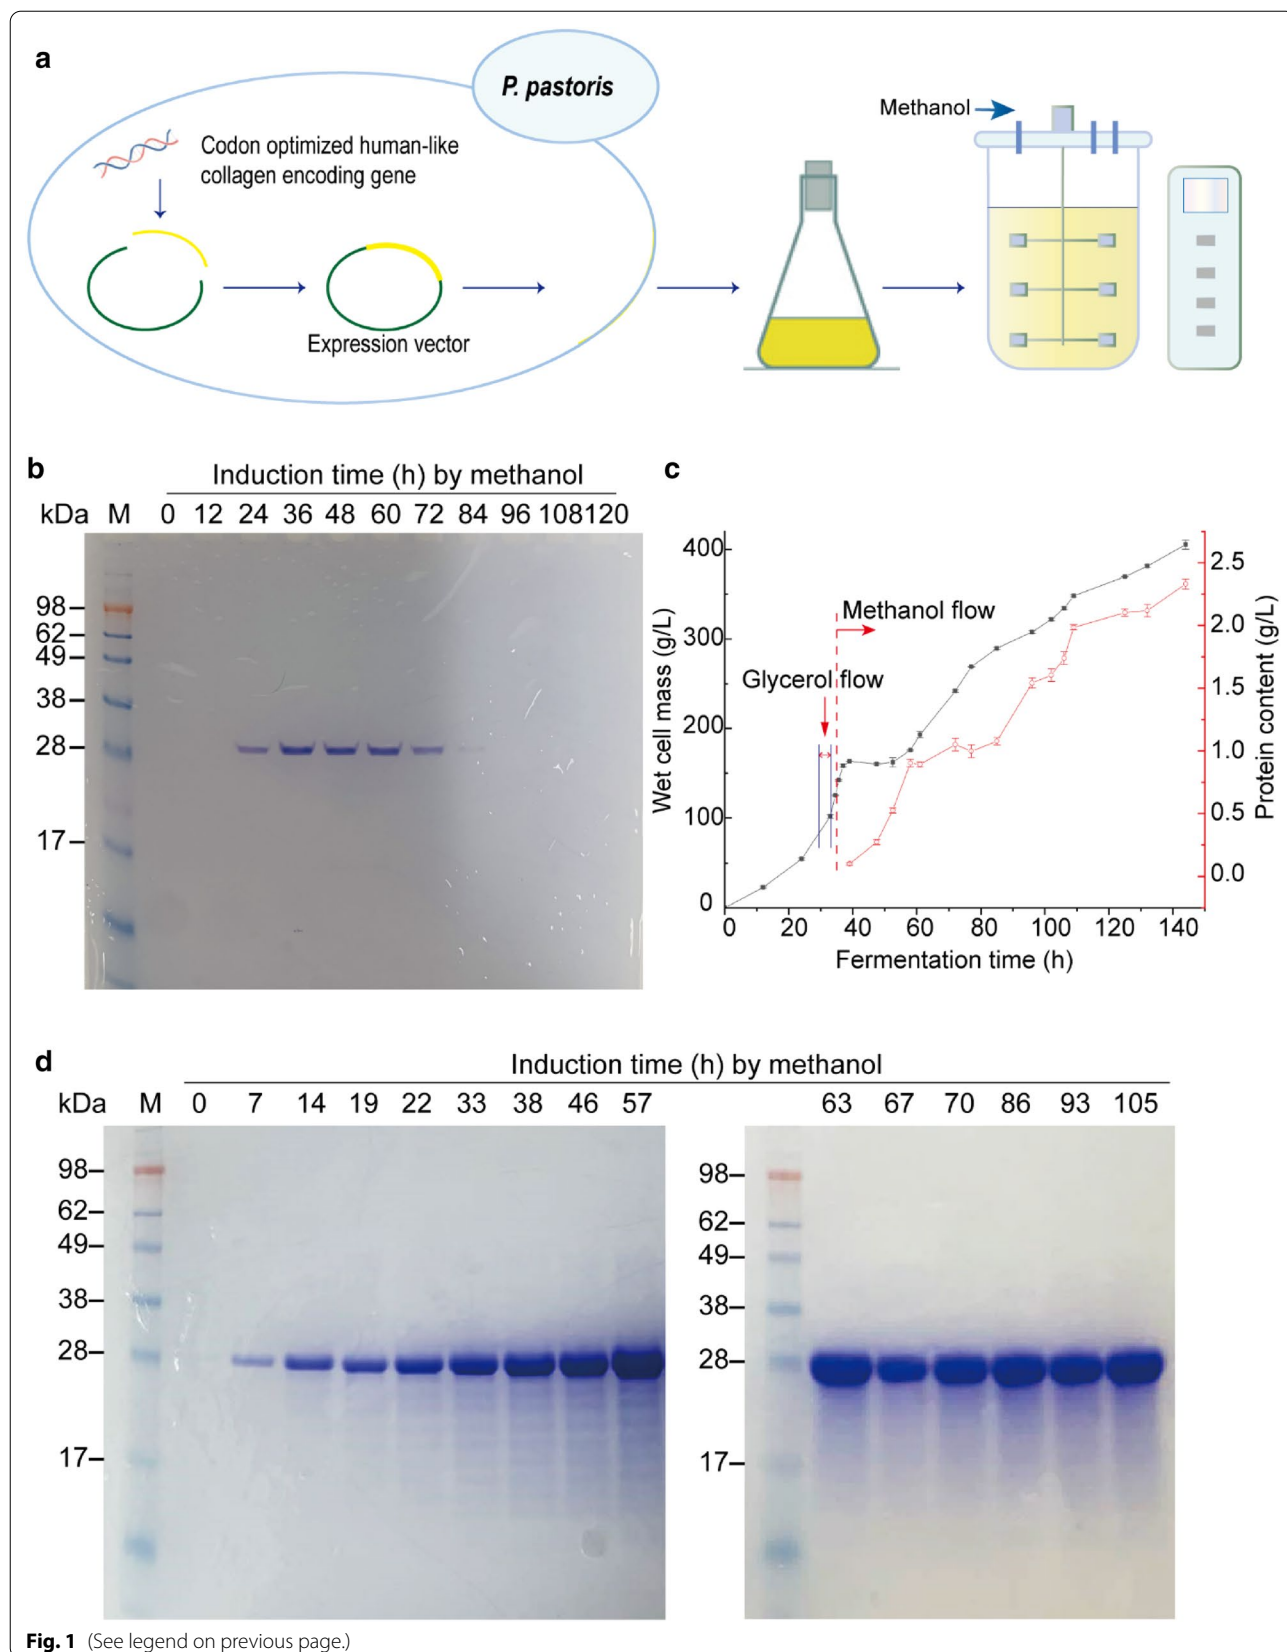 a
P. pastoris
Codon optimized human-like
collagen encoding gene
Expression vector
Methanol
b
Induction time (h) by methanol
kDa M 0 12 24 36 48 60 72 84 96 108 120
98
62
49
38
28
17
c
Wet cell mass (g/L)
400
300
200
100
0
Methanol flow
Glycerol flow
2.5
2.0
1.5
1.0
0.5
0.0
Protein content (g/L)
0 20 40 60 80 100 120 140
Fermentation time (h)
d
Induction time (h) by methanol
kDa M 0 7 14 19 22 33 38 46 57 63 67 70 86 93 105
98
62
49
38
28
17
98
62
49
38
28
17
Fig. 1 (See legend on previous page.)